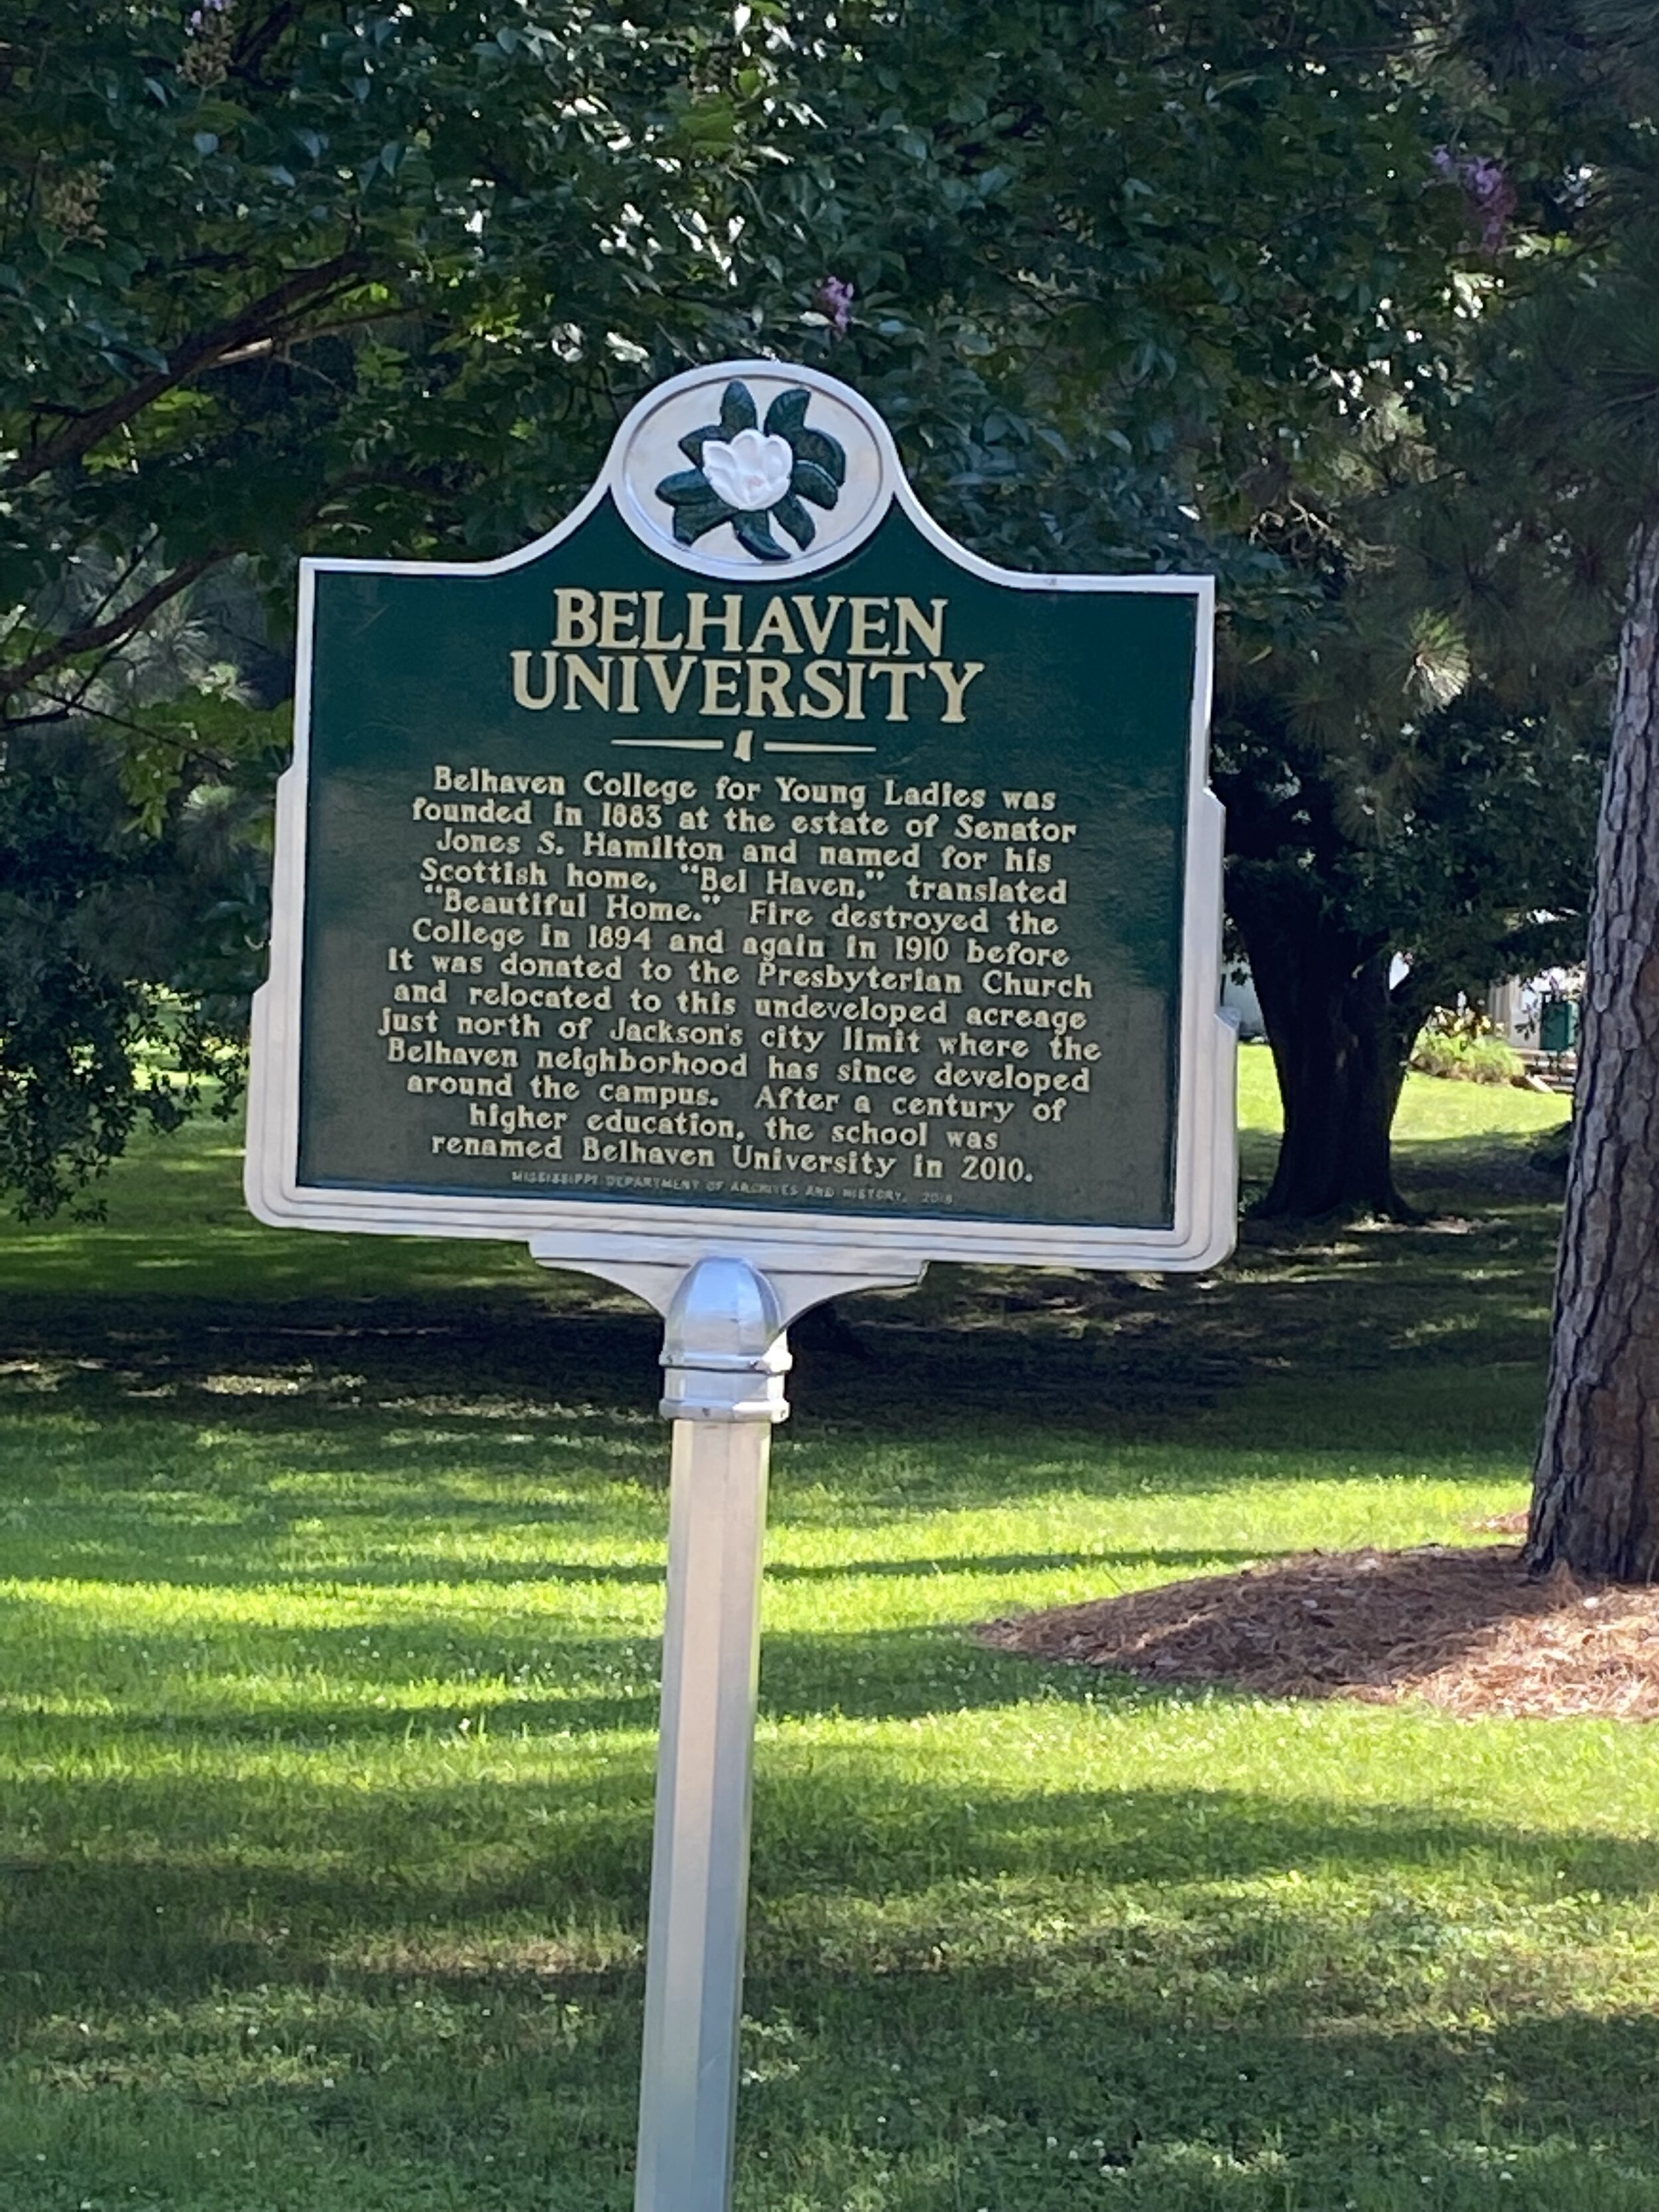 BELHAVEN
UNIVERSITY
Belhaven College for Young Ladies was
founded in 1883 at the estate of Senator
Jones S. Hamilton and named for his
Scottish home, "Bel Haven," translated
"Beautiful Home." Fire destroyed the
College in 1894 and again in 1910 before
it was donated to the Presbyterian Church
and relocated to this undeveloped acreage
just north of Jackson's city limit where the
Belhaven neighborhood has since developed
around the campus. After a century of
higher education, the school was
renamed Belhaven University in 2010.
MISSISSIPPI DEPARTMENT OF ARCHIVES AND HISTORY,